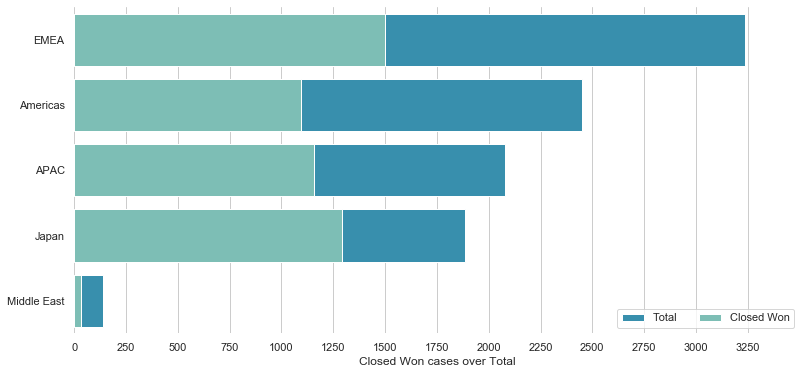 EMEA
Americas
APAC
Japan
Middle East
Total Closed Won
0 250 500 750 1000 1250 1500 1750 2000 2250 2500 2750 3000 3250
Closed Won cases over Total